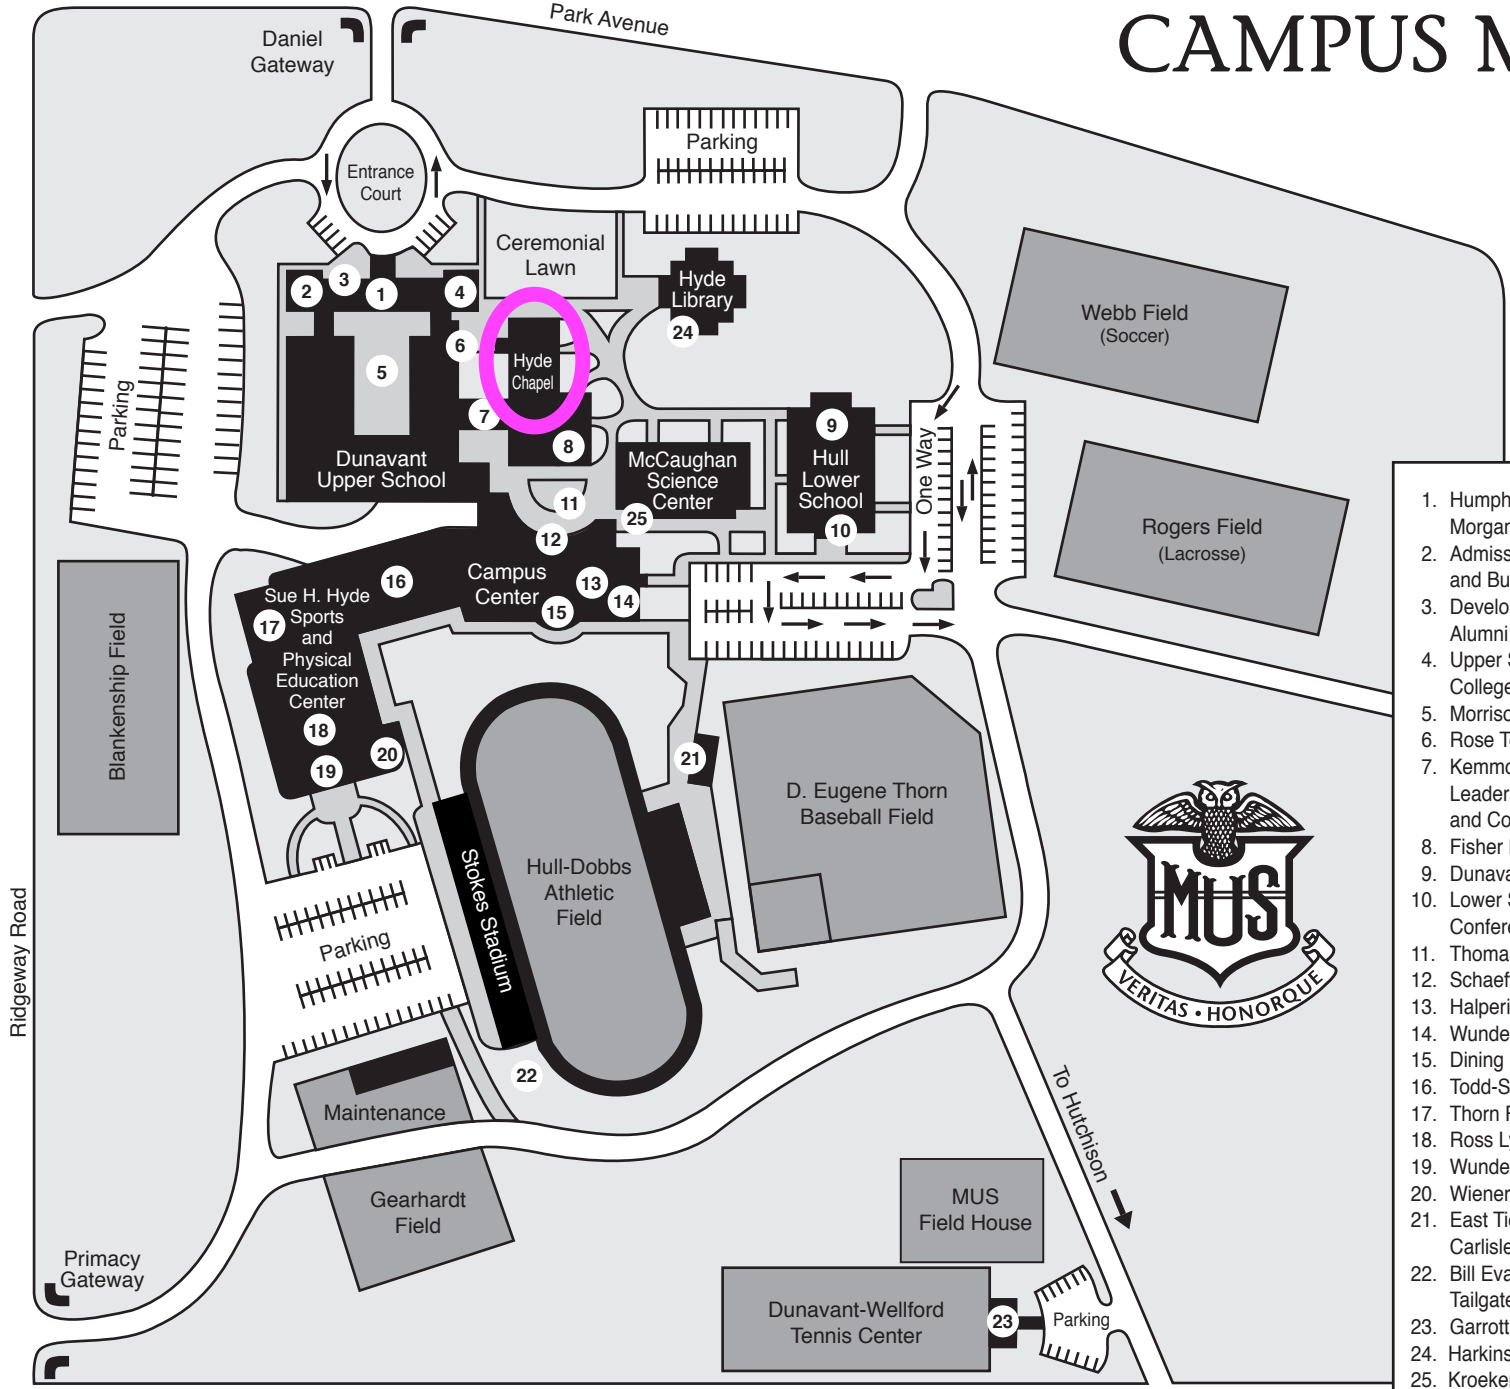 CAMPUS M
Park Avenue
Daniel
Gateway
Entrance
Court
Parking
Ceremonial
Lawn
Hyde
Library
24
2
3
1
4
6
5
Hyde
Chapel
7
8
Dunavant
Upper School
Parking
McCaughan
Science
Center
25
9
Hull
Lower
School
10
One Way
Webb Field
(Soccer)
Rogers Field
(Lacrosse)
11
12
Campus
Center
13
14
15
16
17
Sue H. Hyde
Sports
and
Physical
Education
Center
18
19
20
21
Blankenship Field
D. Eugene Thorn
Baseball Field
Hull-Dobbs
Athletic
Field
Stokes Stadium
Parking
22
Ridgeway Road
Maintenance
Gearhardt
Field
Primacy
Gateway
To Hutchison
MUS
Field House
Dunavant-Wellford
Tennis Center
23
Parking
MUS
VERITAS • HONORQUE
1. Humph
Morgan
2. Admiss
and Bu
3. Develo
Alumni
4. Upper S
College
5. Morriso
6. Rose T
7. Kemmo
Leader
and Co
8. Fisher
9. Dunava
10. Lower S
Confere
11. Thoma
12. Schaef
13. Halperi
14. Wunde
15. Dining
16. Todd-S
17. Thorn F
18. Ross Ly
19. Wunde
20. Wiener
21. East Ti
Carlisle
22. Bill Eva
Tailgate
23. Garrott
24. Harkins
25. Kroeke